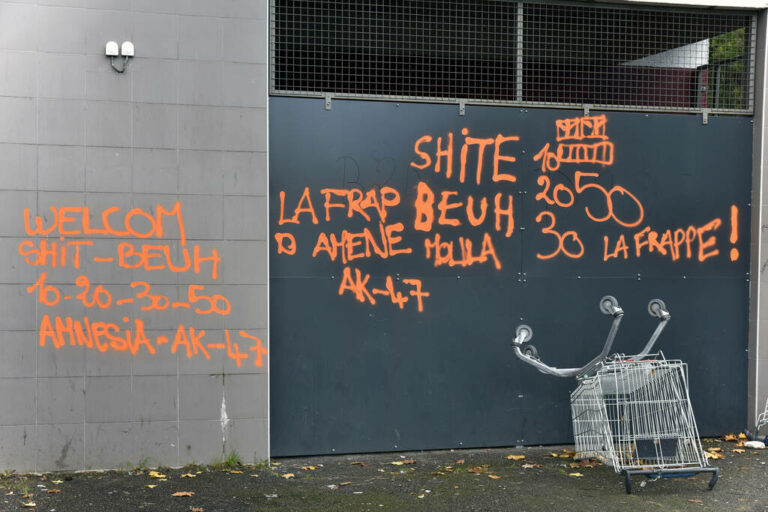 WELCOM
SHIT-BEUH
10-20-30-50
AMNESIA-AK-47
SHITE
LA FRAP BEUH
D AMENE MOULA
AK-47
10
20 50
30 LA FRAPPE !